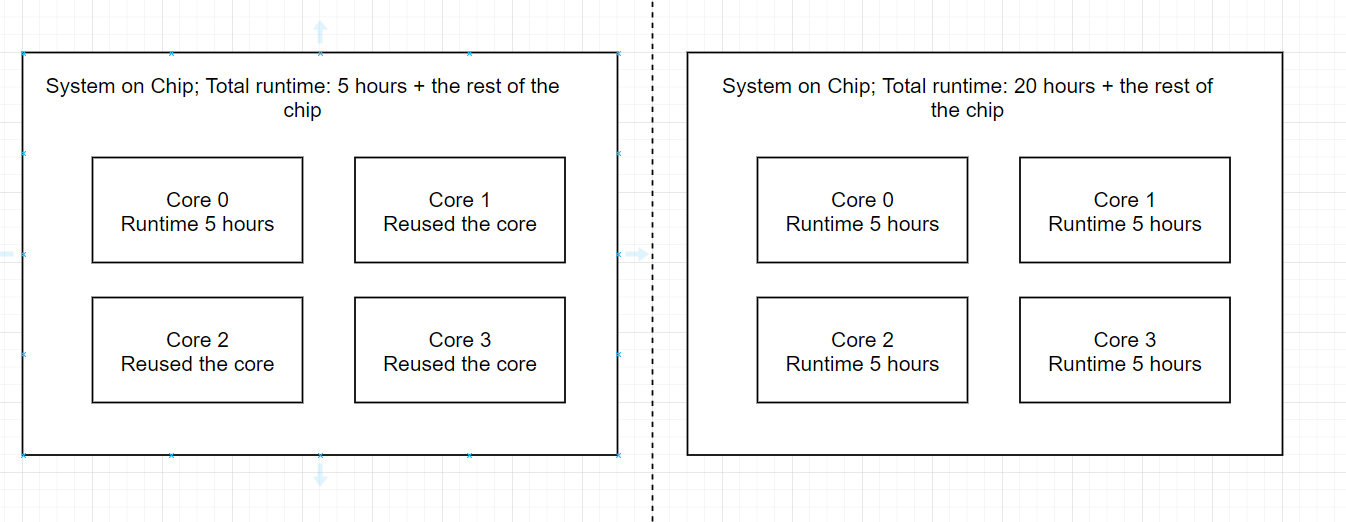 System on Chip; Total runtime: 5 hours + the rest of the
chip
Core 0
Runtime 5 hours
Core 1
Reused the core
Core 2
Reused the core
Core 3
Reused the core
System on Chip; Total runtime: 20 hours + the rest of
the chip
Core 0
Runtime 5 hours
Core 1
Runtime 5 hours
Core 2
Runtime 5 hours
Core 3
Runtime 5 hours